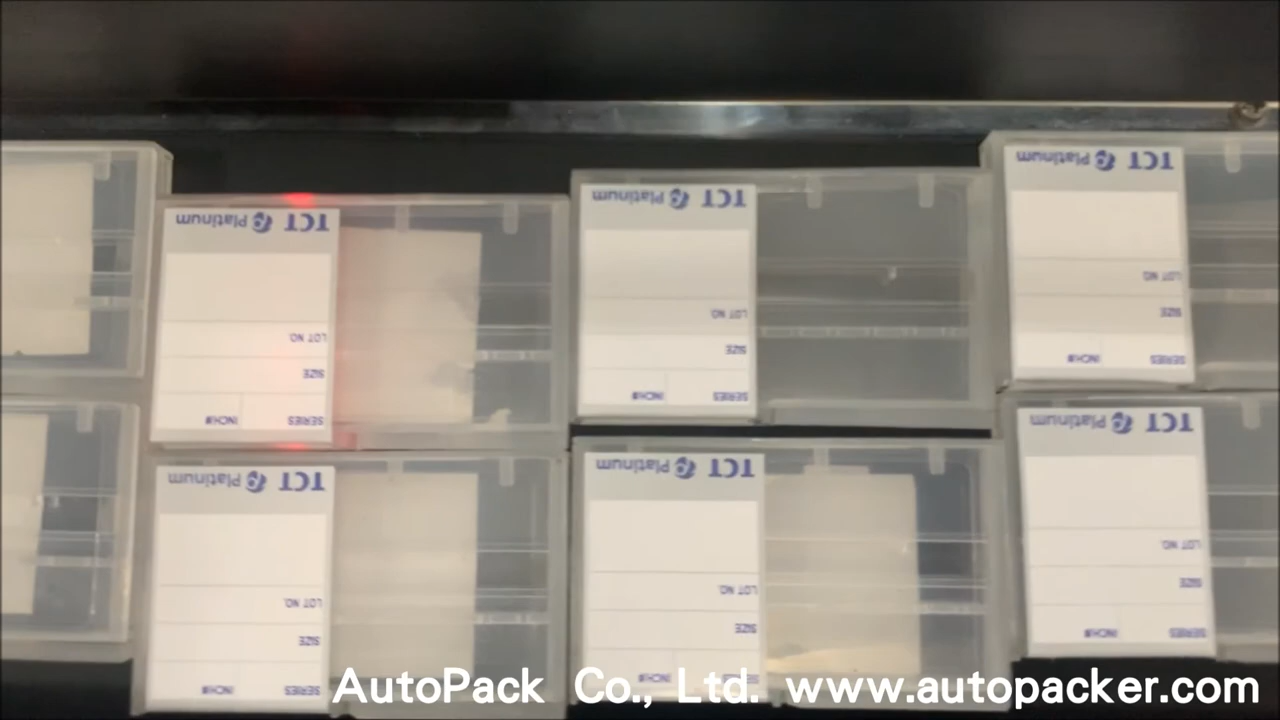 TCT Platinum
LOT NO.
SIZE
SERIES INCH#
TCT Platinum
LOT NO.
SIZE
SERIES INCH#
TCT Platinum
LOT NO.
SIZE
SERIES INCH#
TCT Platinum
LOT NO.
SIZE
SERIES INCH#
TCT Platinum
LOT NO.
SIZE
SERIES INCH#
TCT Platinum
LOT NO.
SIZE
SERIES INCH#
AutoPack Co., Ltd. www.autopacker.com